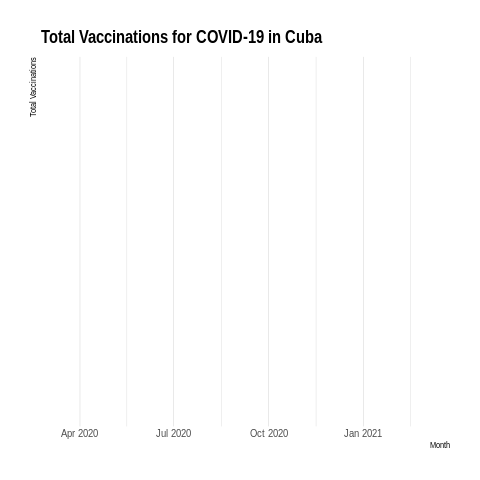 Total Vaccinations for COVID-19 in Cuba
Total Vaccinations
Apr 2020
Jul 2020
Oct 2020
Jan 2021
Month